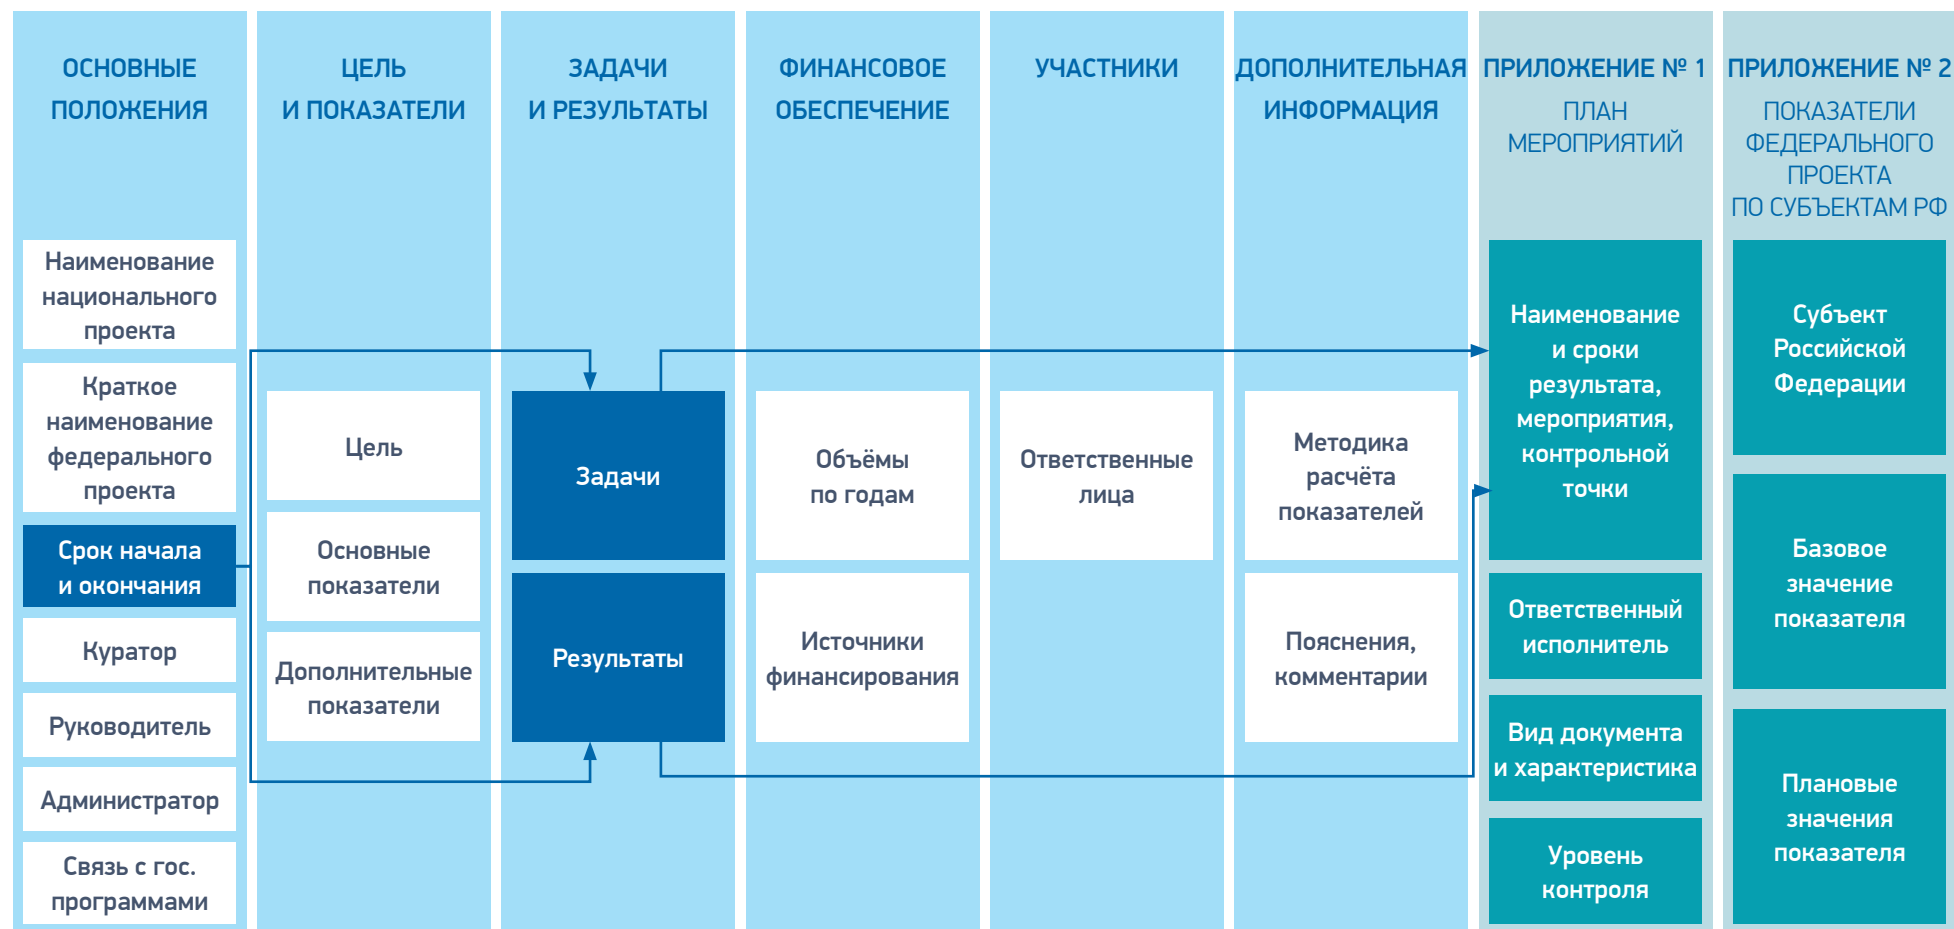 ОСНОВНЫЕ
ПОЛОЖЕНИЯ
Наименование
национального
проекта
Краткое
наименование
федерального
проекта
Срок начала
и окончания
Куратор
Руководитель
Администратор
Связь с гос.
программами
ЦЕЛЬ
И ПОКАЗАТЕЛИ
Цель
Основные
показатели
Дополнительные
показатели
ЗАДАЧИ
И РЕЗУЛЬТАТЫ
Задачи
Результаты
ФИНАНСОВОЕ
ОБЕСПЕЧЕНИЕ
Объёмы
по годам
Источники
финансирования
УЧАСТНИКИ
Ответственные
лица
ДОПОЛНИТЕЛЬНАЯ
ИНФОРМАЦИЯ
Методика
расчёта
показателей
Пояснения,
комментарии
ПРИЛОЖЕНИЕ № 1
ПЛАН
МЕРОПРИЯТИЙ
Наименование
и сроки
результата,
мероприятия,
контрольной
точки
Ответственный
исполнитель
Вид документа
и характеристика
Уровень
контроля
ПРИЛОЖЕНИЕ № 2
ПОКАЗАТЕЛИ
ФЕДЕРАЛЬНОГО
ПРОЕКТА
ПО СУБЪЕКТАМ РФ
Субъект
Российской
Федерации
Базовое
значение
показателя
Плановые
значения
показателя